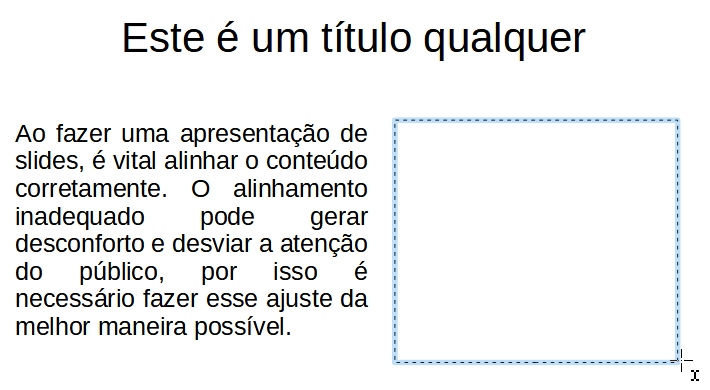 Este é um título qualquer
Ao fazer uma apresentação de
slides, é vital alinhar o conteúdo
corretamente. O alinhamento
inadequado pode gerar
desconforto e desviar a atenção
do público, por isso é
necessário fazer esse ajuste da
melhor maneira possível.